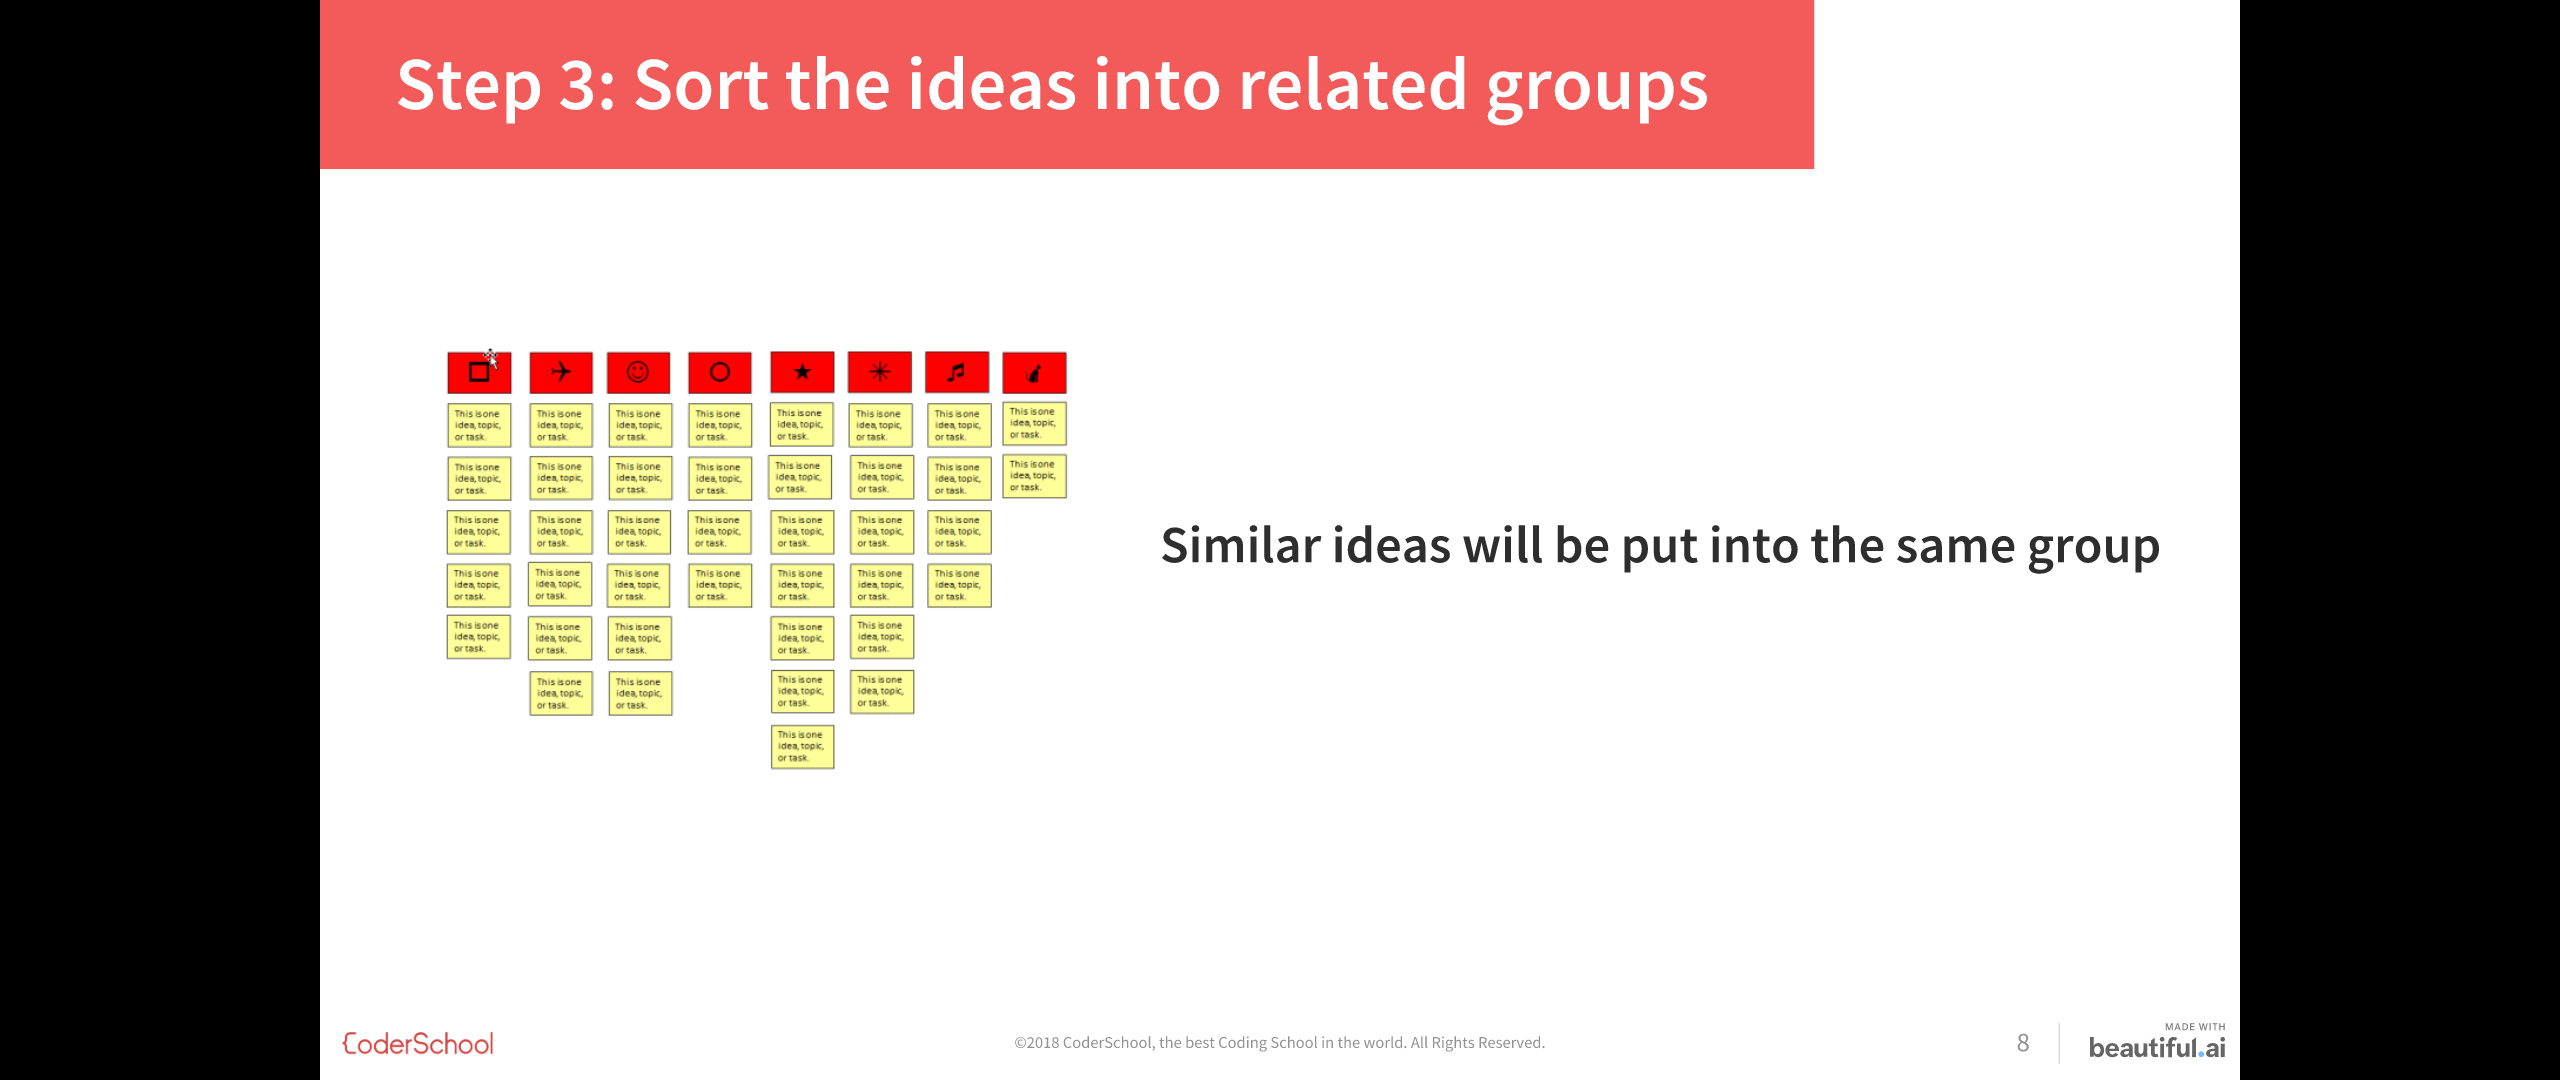 Step 3: Sort the ideas into related groups
This is one
idea, topic,
or task.
This is one
idea, topic,
or task.
This is one
idea, topic,
or task.
This is one
idea, topic,
or task.
This is one
idea, topic,
or task.
This is one
idea, topic,
or task.
This is one
idea, topic,
or task.
This is one
idea, topic,
or task.
This is one
idea, topic,
or task.
This is one
idea, topic,
or task.
This is one
idea, topic,
or task.
This is one
idea, topic,
or task.
This is one
idea, topic,
or task.
This is one
idea, topic,
or task.
This is one
idea, topic,
or task.
This is one
idea, topic,
or task.
This is one
idea, topic,
or task.
This is one
idea, topic,
or task.
This is one
idea, topic,
or task.
This is one
idea, topic,
or task.
This is one
idea, topic,
or task.
This is one
idea, topic,
or task.
This is one
idea, topic,
or task.
This is one
idea, topic,
or task.
This is one
idea, topic,
or task.
This is one
idea, topic,
or task.
This is one
idea, topic,
or task.
This is one
idea, topic,
or task.
This is one
idea, topic,
or task.
This is one
idea, topic,
or task.
This is one
idea, topic,
or task.
This is one
idea, topic,
or task.
This is one
idea, topic,
or task.
This is one
idea, topic,
or task.
This is one
idea, topic,
or task.
This is one
idea, topic,
or task.
This is one
idea, topic,
or task.
This is one
idea, topic,
or task.
This is one
idea, topic,
or task.
This is one
idea, topic,
or task.
Similar ideas will be put into the same group
{CoderSchool
©2018 CoderSchool, the best Coding School in the world. All Rights Reserved.
8
MADE WITH
beautiful.ai